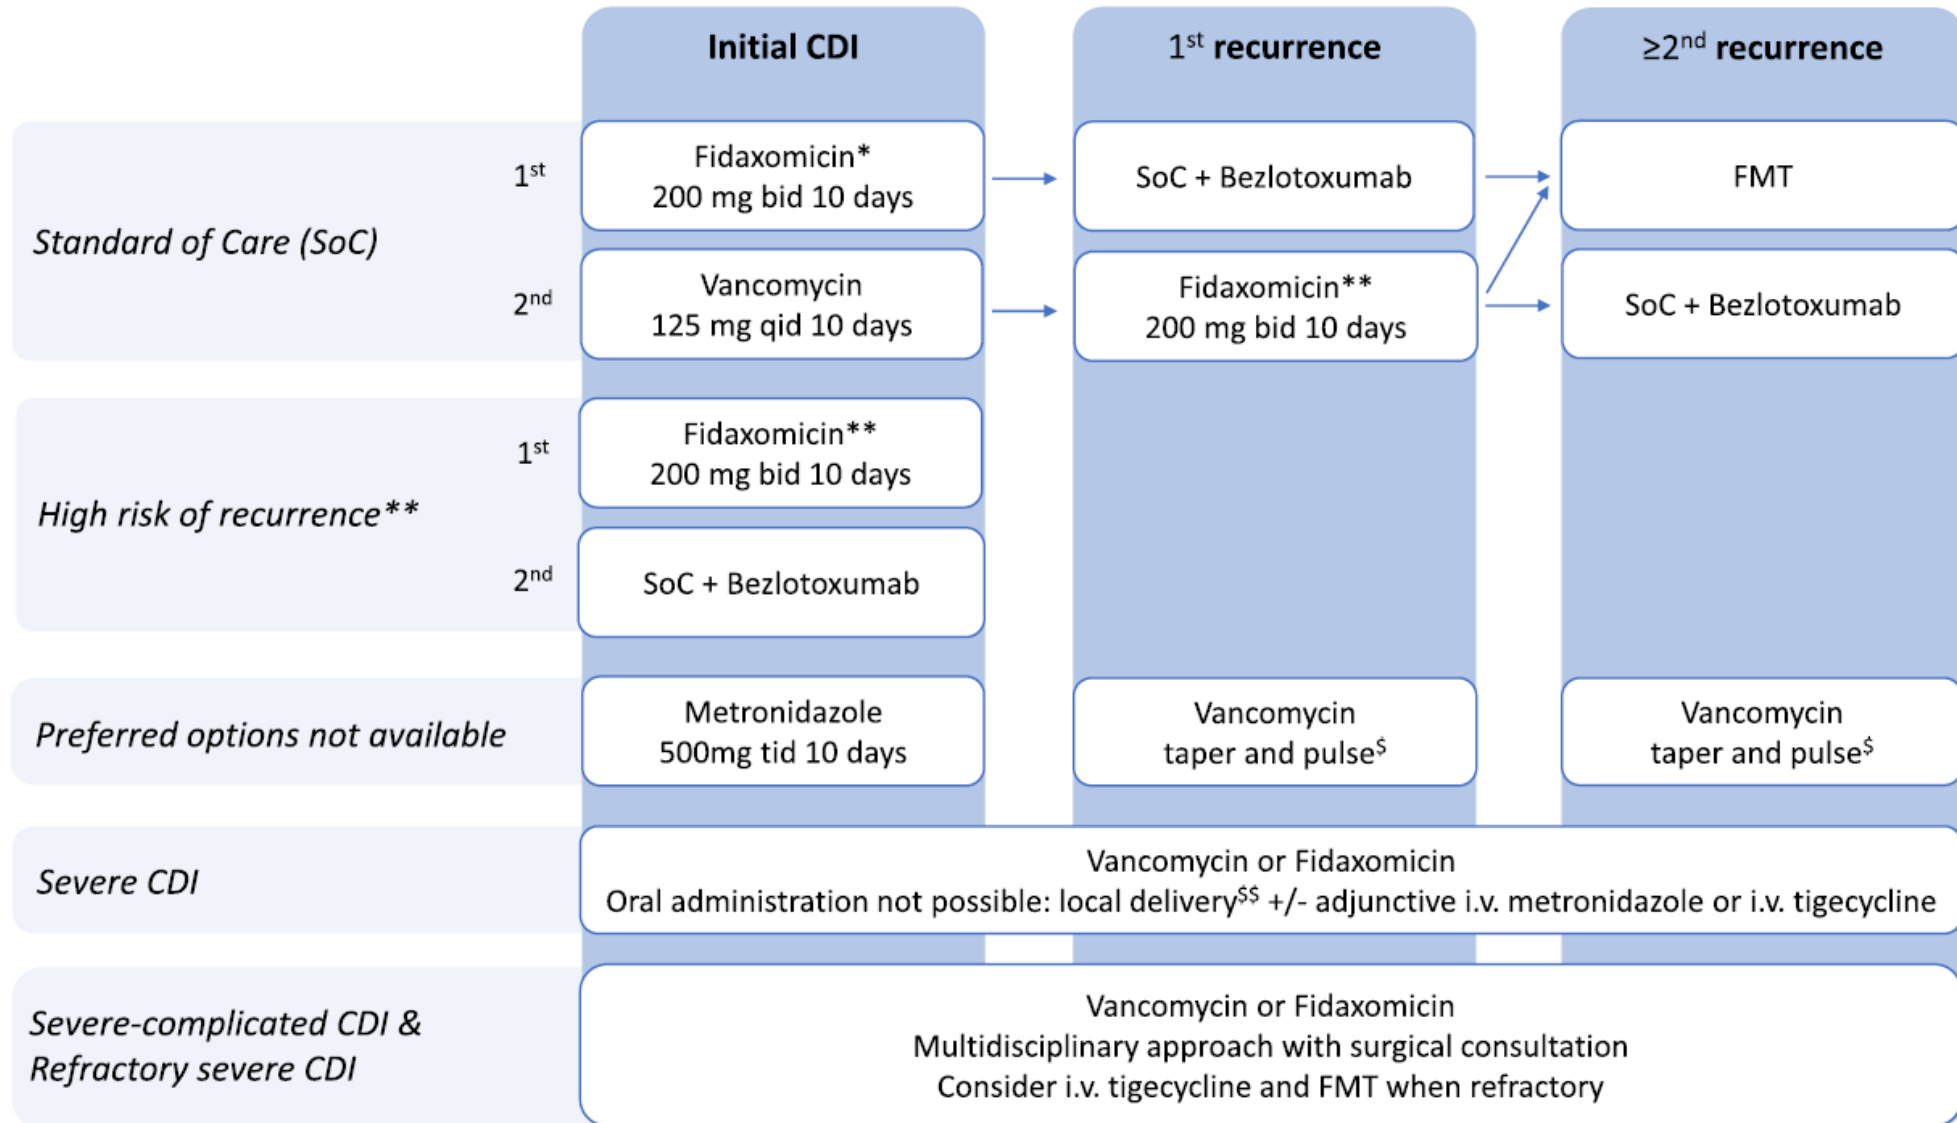 Initial CDI
1st recurrence
≥2nd recurrence
Standard of Care (SoC)
1st
Fidaxomicin*
200 mg bid 10 days
SoC + Bezlotoxumab
FMT
2nd
Vancomycin
125 mg qid 10 days
Fidaxomicin**
200 mg bid 10 days
SoC + Bezlotoxumab
High risk of recurrence**
1st
Fidaxomicin**
200 mg bid 10 days
2nd
SoC + Bezlotoxumab
Preferred options not available
Metronidazole
500mg tid 10 days
Vancomycin
taper and pulse$
Vancomycin
taper and pulse$
Severe CDI
Vancomycin or Fidaxomicin
Oral administration not possible: local delivery$$ +/- adjunctive i.v. metronidazole or i.v. tigecycline
Severe-complicated CDI &
Refractory severe CDI
Vancomycin or Fidaxomicin
Multidisciplinary approach with surgical consultation
Consider i.v. tigecycline and FMT when refractory